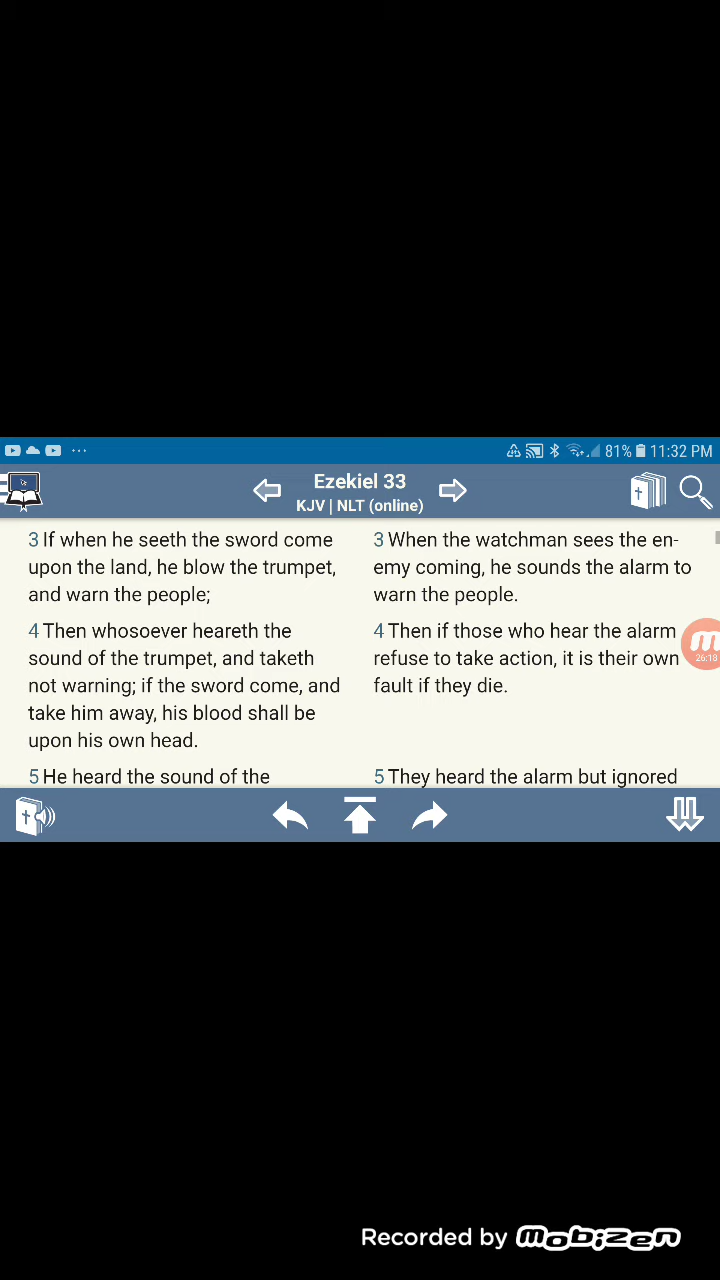 81% 11:32 PM
Ezekiel 33
KJV | NLT (online)
3 If when he seeth the sword come
upon the land, he blow the trumpet,
and warn the people;
4 Then whosoever heareth the
sound of the trumpet, and taketh
not warning; if the sword come, and
take him away, his blood shall be
upon his own head.
5 He heard the sound of the
3 When the watchman sees the en-
emy coming, he sounds the alarm to
warn the people.
4 Then if those who hear the alarm
refuse to take action, it is their own
fault if they die.
5 They heard the alarm but ignored
26:18
Recorded by mobizen